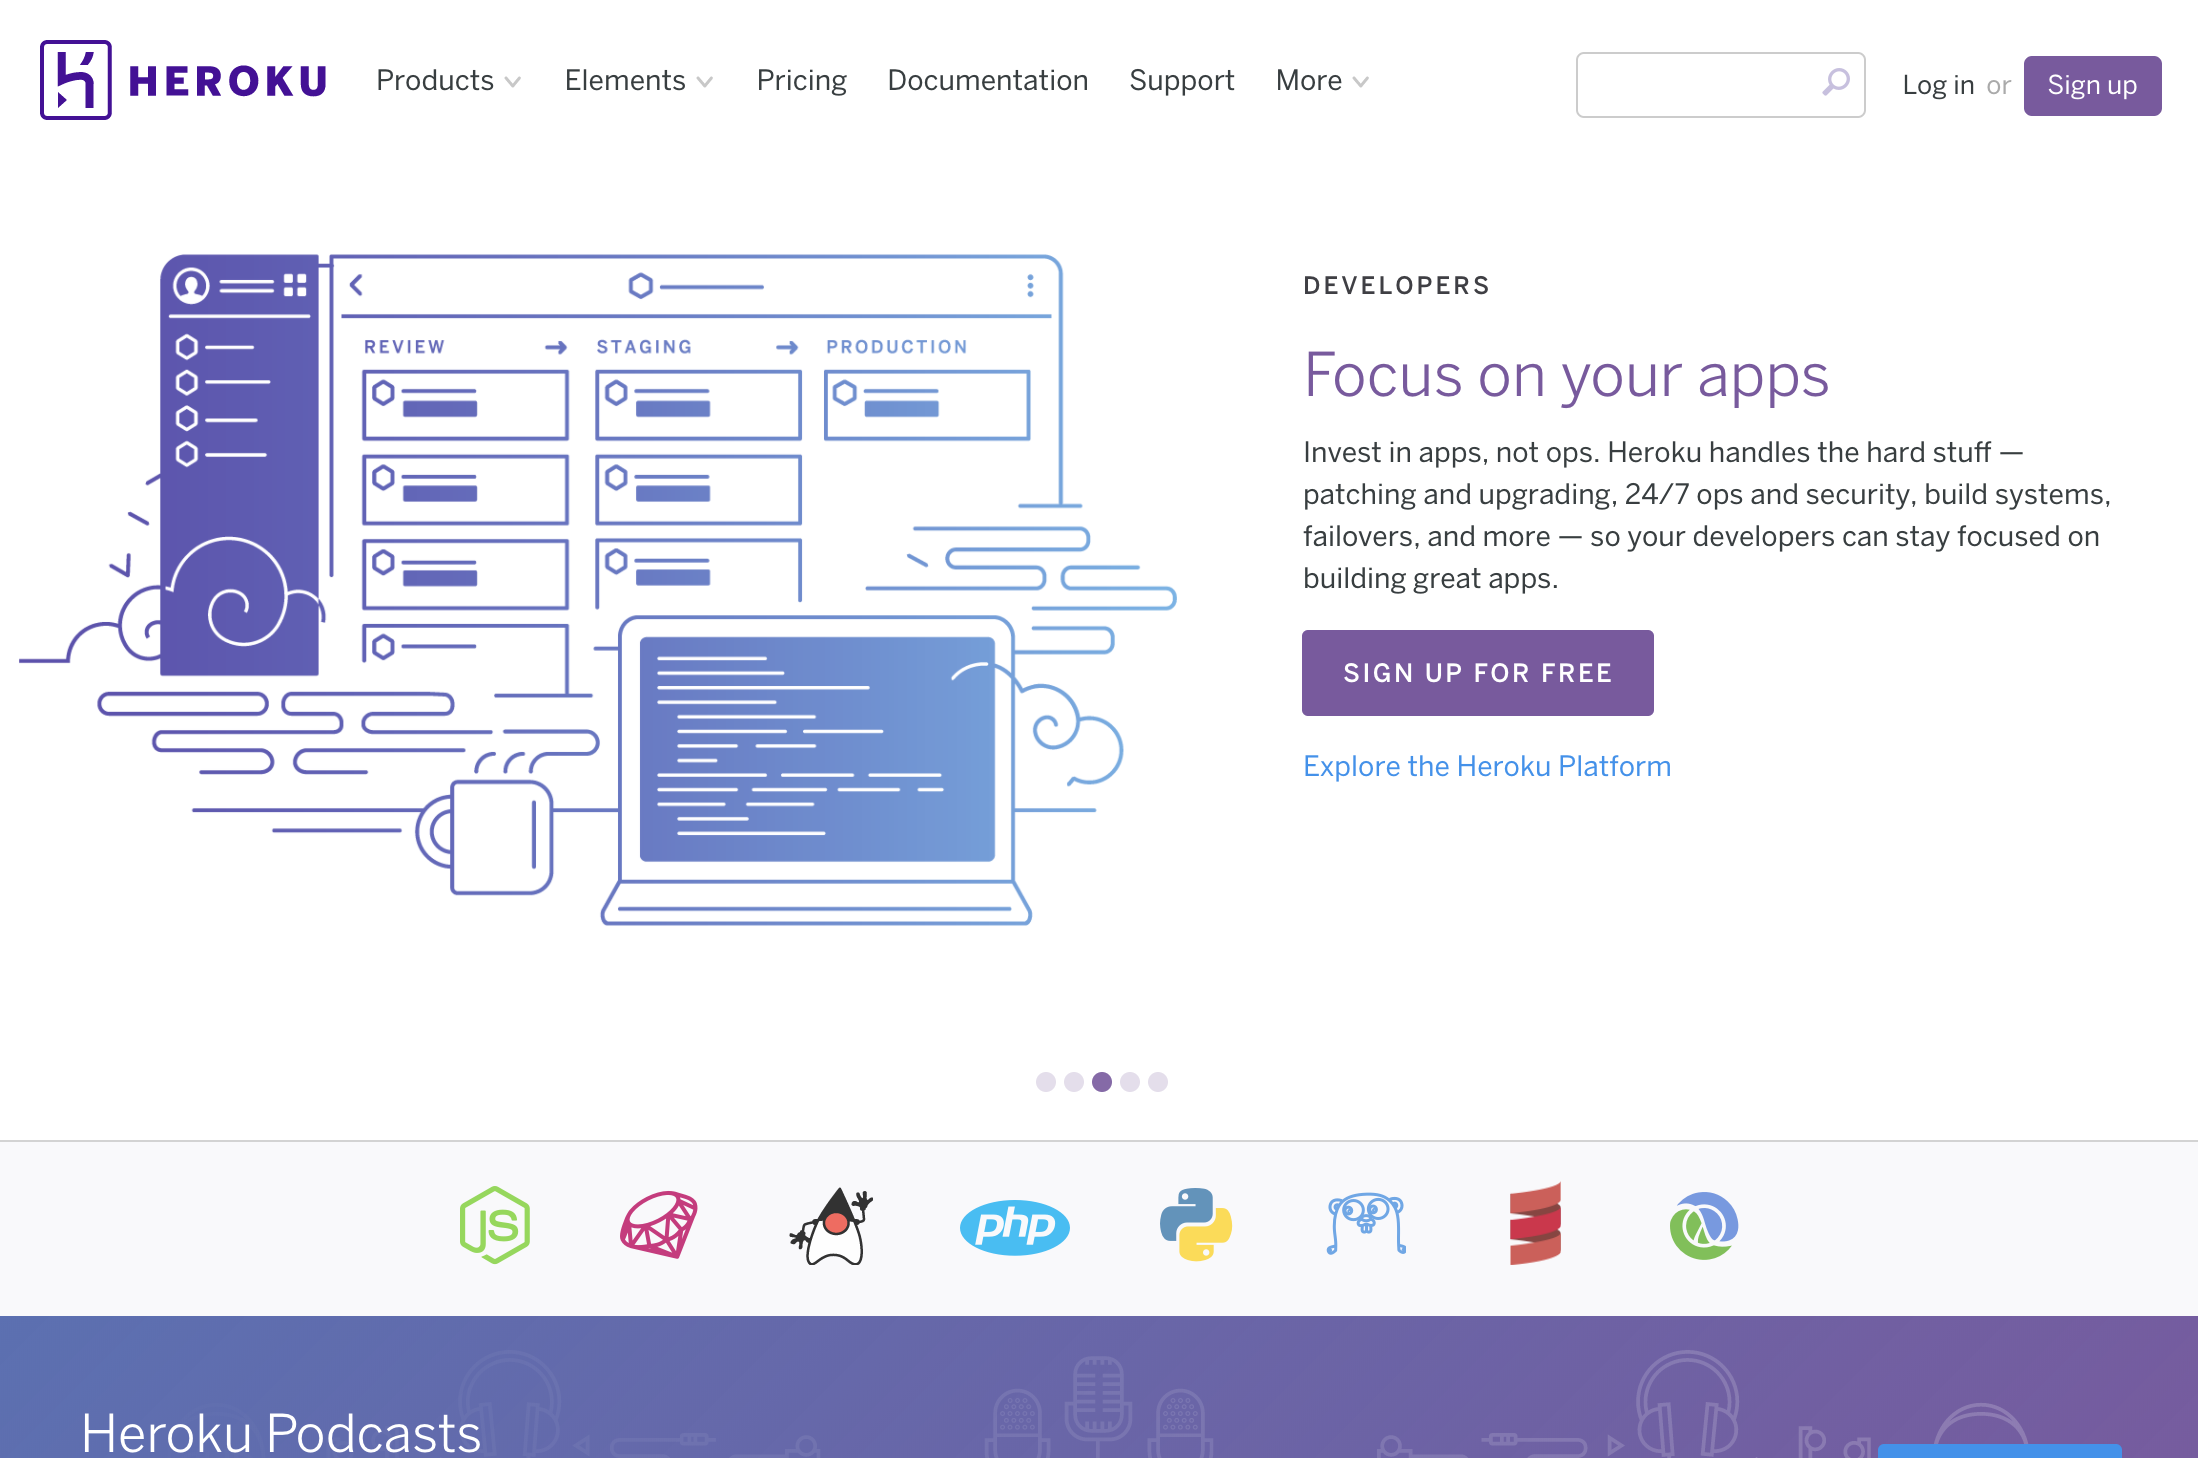 HEROKU
Products
Elements
Pricing
Documentation
Support
More
Log in or
Sign up
REVIEW
STAGING
PRODUCTION
DEVELOPERS
Focus on your apps
Invest in apps, not ops. Heroku handles the hard stuff —
patching and upgrading, 24/7 ops and security, build systems,
failovers, and more — so your developers can stay focused on
building great apps.
SIGN UP FOR FREE
Explore the Heroku Platform
JS
php
Heroku Podcasts